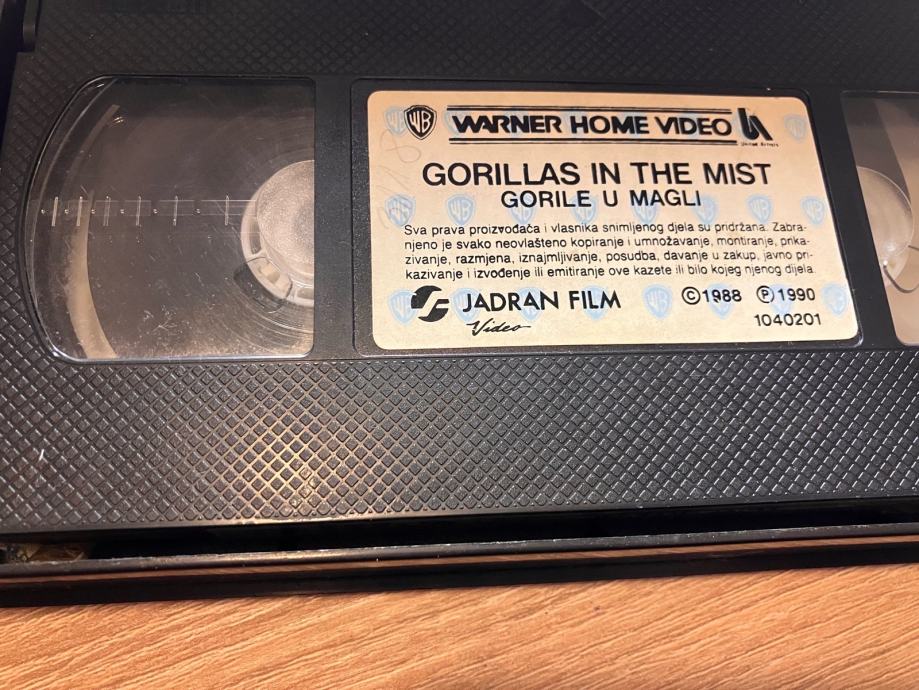 WB WARNER HOME VIDEO
United Artists
GORILLAS IN THE MIST
GORILE U MAGLI
Sva prava proizvođača i vlasnika snimljenog djela su pridržana. Zabra-
njeno je svako neovlašteno kopiranje i umnožavanje, montiranje, prika-
zivanje, razmjena, iznajmljivanje, posudba, davanje u zakup, javno pri-
kazivanje i izvođenje ili emitiranje ove kazete ili bilo kojeg njenog dijela.
JADRAN FILM ©1988 ℗1990
Video 1040201